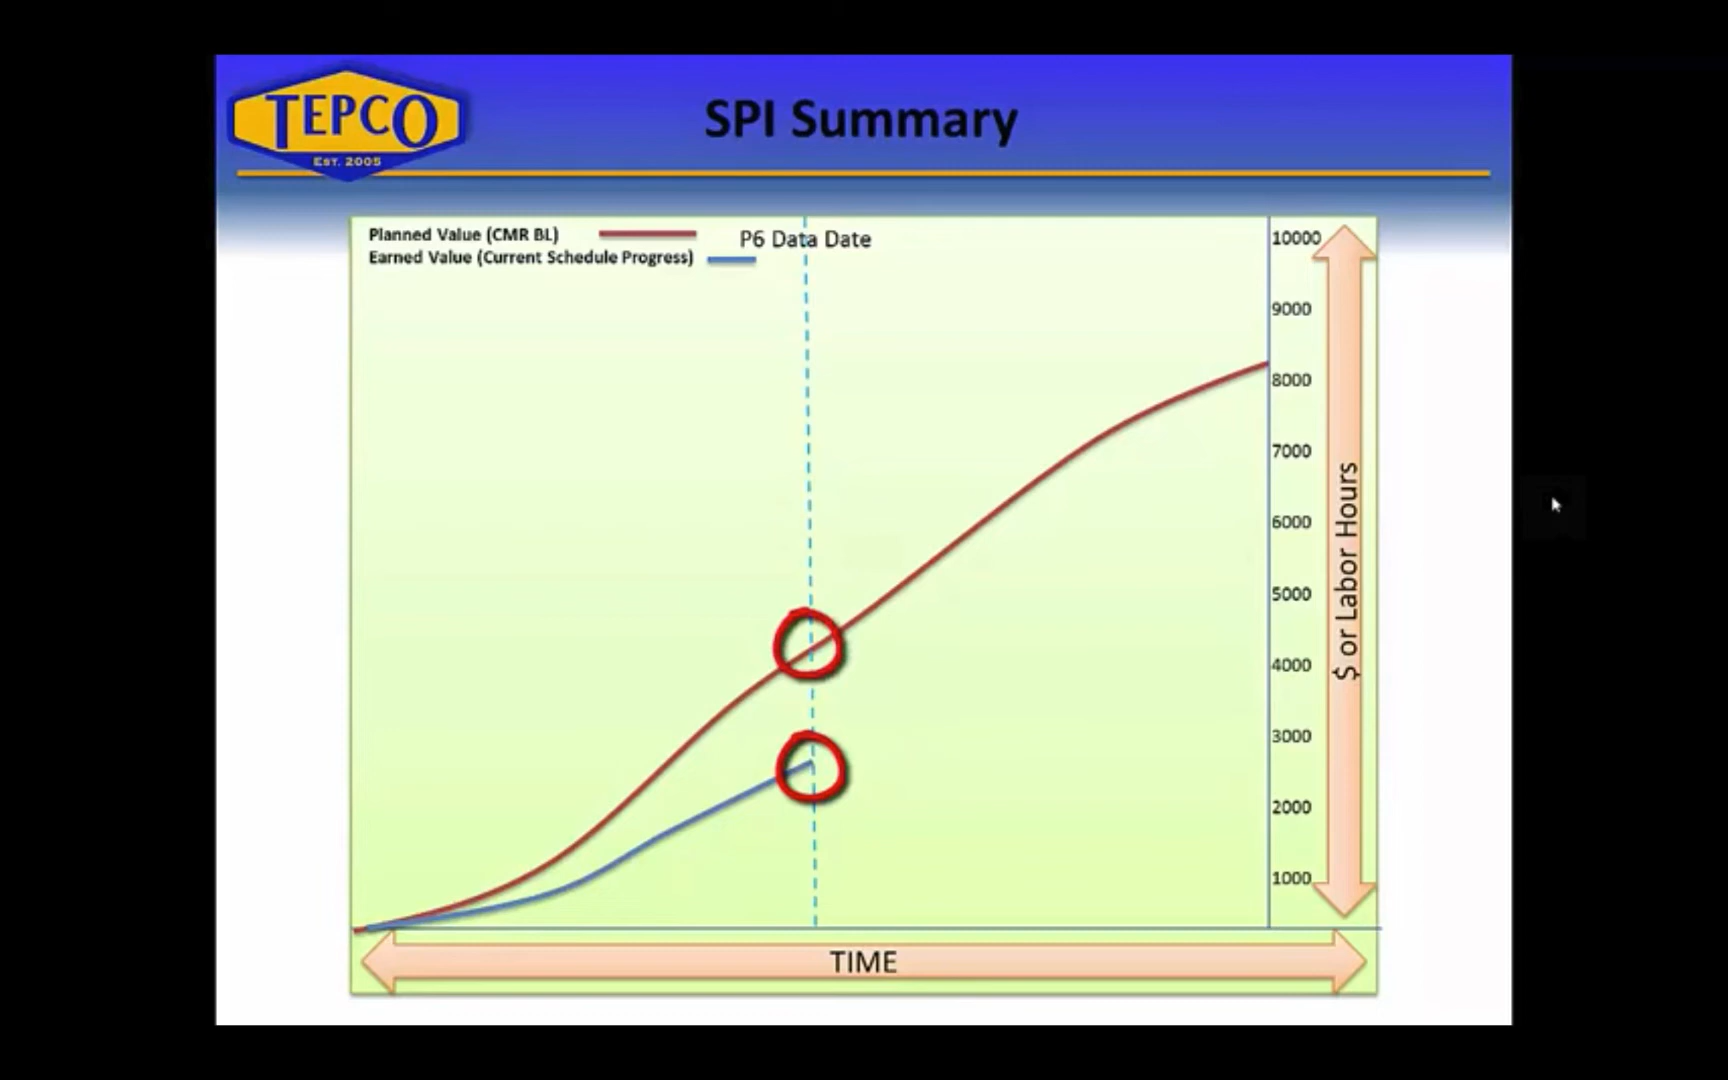 TEPCO
EST. 2005
SPI Summary
Planned Value (CMR BL)
Earned Value (Current Schedule Progress)
P6 Data Date
10000
9000
8000
7000
6000
5000
4000
3000
2000
1000
$ or Labor Hours
TIME